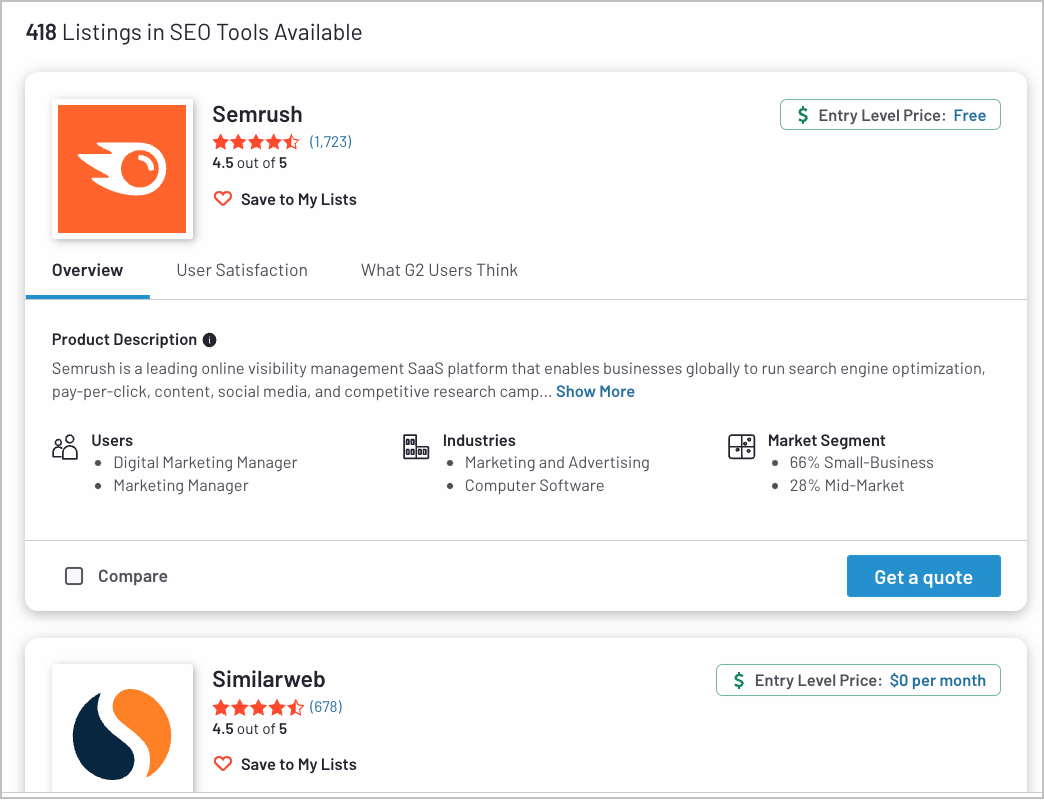 418 Listings in SEO Tools Available
Semrush
(1,723)
4.5 out of 5
Save to My Lists
$ Entry Level Price: Free
Overview
User Satisfaction
What G2 Users Think
Product Description
Semrush is a leading online visibility management SaaS platform that enables businesses globally to run search engine optimization,
pay-per-click, content, social media, and competitive research camp... Show More
Users
Digital Marketing Manager
Marketing Manager
Industries
Marketing and Advertising
Computer Software
Market Segment
66% Small-Business
28% Mid-Market
Compare
Get a quote
Similarweb
(678)
4.5 out of 5
Save to My Lists
$ Entry Level Price: $0 per month